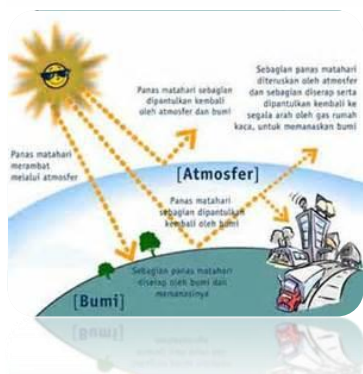 Sebagian panas matahari
diteruskan oleh atmosfer
dan sebagian diserap serta
dipantulkan kembali ke
segala arah oleh gas rumah
kaca, untuk memanaskan bumi
Panas matahari sebagian
dipantulkan kembali
oleh atmosfer dan bumi
Panas matahari
merambat
melalui atmosfer
[Atmosfer]
Panas matahari
sebagian dipantulkan
kembali oleh bumi
Sebagian panas matahari
diserap oleh bumi dan
memanasinya
[Bumi]